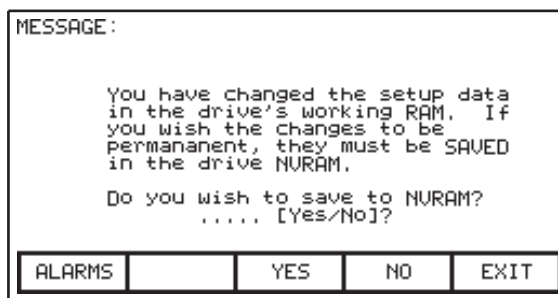 MESSAGE:
You have changed the setup data
in the drive's working RAM. If
you wish the changes to be
permananent, they must be SAVED
in the drive NVRAM.
Do you wish to save to NVRAM?
..... [Yes/No]?
ALARMS YES NO EXIT